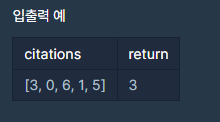 입출력 예
citations return
[3, 0, 6, 1, 5] 3